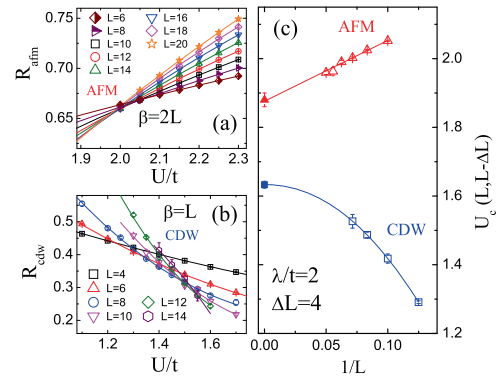 L=6
L=8
L=10
L=12
L=14
L=16
L=18
L=20
0.75
0.70
0.65
R_afm
AFM
β=2L
(a)
1.9 2.0 2.1 2.2 2.3
U/t
0.5
0.4
0.3
0.2
R_cdw
β=L
(b)
CDW
L=4
L=6
L=8
L=10
L=12
L=14
1.2 1.4 1.6
U/t
(c)
AFM
CDW
λ/t=2
ΔL=4
0.00 0.05 0.10
1/L
2.0
1.8
1.6
1.4
1.2
U_c (L,L-ΔL)